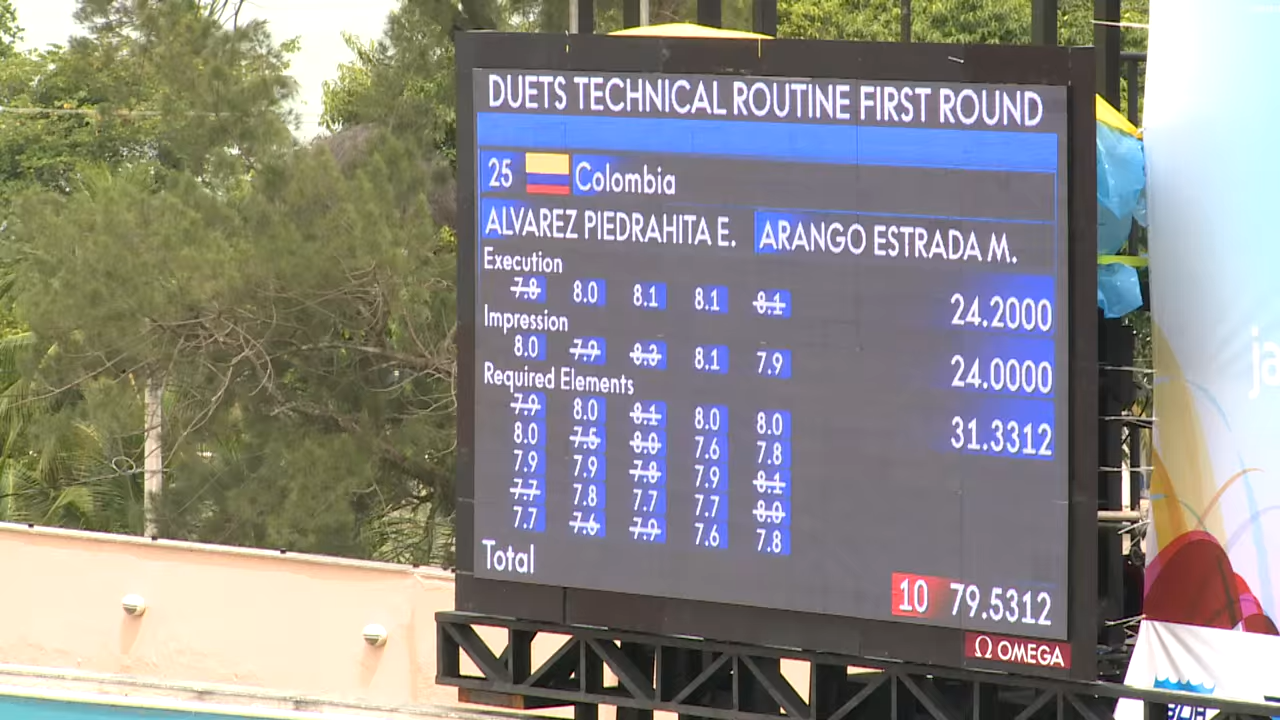 DUETS TECHNICAL ROUTINE FIRST ROUND
25 Colombia
ALVAREZ PIEDRAHITA E. ARANGO ESTRADA M.
Execution
7.8 8.0 8.1 8.1 8.1 24.2000
Impression
8.0 7.9 8.3 8.1 7.9 24.0000
Required Elements
7.9 8.0 8.1 8.0 8.0 31.3312
8.0 7.5 8.0 7.6 7.8
7.9 7.9 7.8 7.9 8.1
7.7 7.8 7.7 7.7 8.0
7.7 7.6 7.9 7.6 7.8
Total
10 79.5312
Ω OMEGA
ja